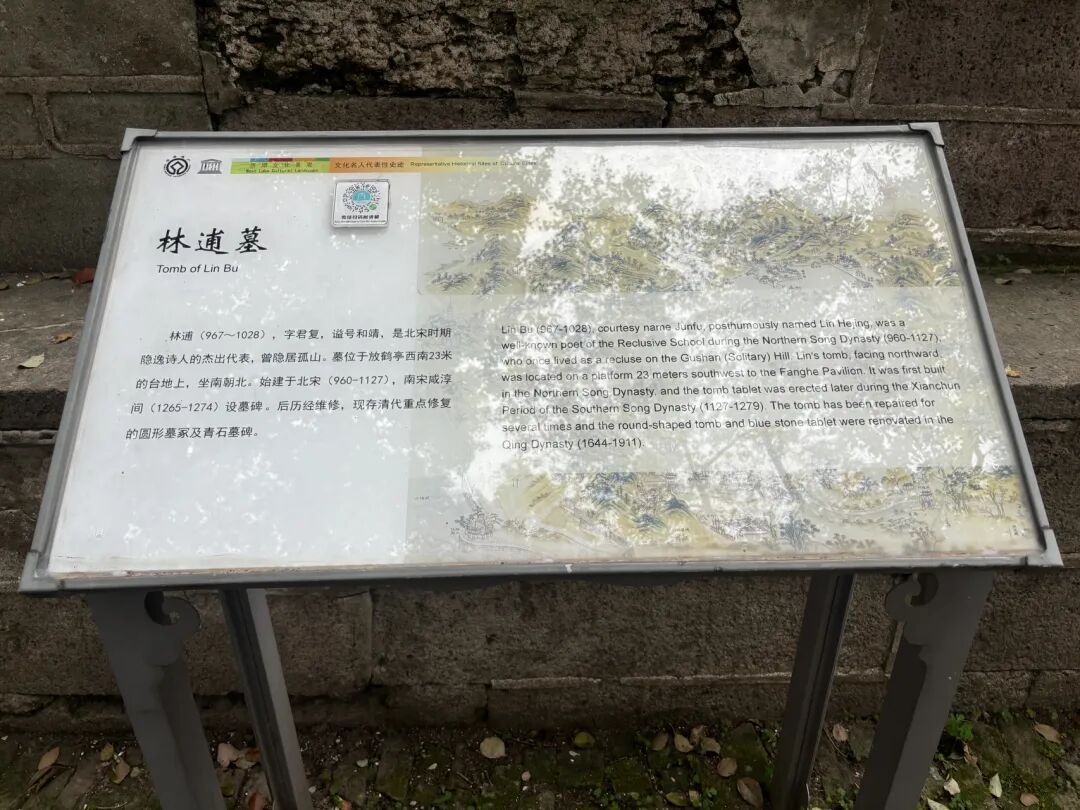 西湖文化景观
West Lake Cultural Landscape
文化名人代表性史迹 Representative Historical Sites of Culture Elites
林逋墓
Tomb of Lin Bu
林逋（967～1028），字君复，谥号和靖，是北宋时期
隐逸诗人的杰出代表，曾隐居孤山。墓位于放鹤亭西南23米
的台地上，坐南朝北。始建于北宋（960-1127），南宋咸淳
间（1265-1274）设墓碑。后历经维修，现存清代重点修复
的圆形墓冢及青石墓碑。
Lin Bu (967-1028), courtesy name Junfu, posthumously named Lin Hejing, was a
well-known poet of the Reclusive School during the Northern Song Dynasty (960-1127),
who once lived as a recluse on the Gushan (Solitary) Hill. Lin's tomb, facing northward,
was located on a platform 23 meters southwest to the Fanghe Pavilion. It was first built
in the Northern Song Dynasty, and the tomb tablet was erected later during the Xianchun
Period of the Southern Song Dynasty (1127-1279). The tomb has been repaired for
several times and the round-shaped tomb and blue stone tablet were renovated in the
Qing Dynasty (1644-1911).